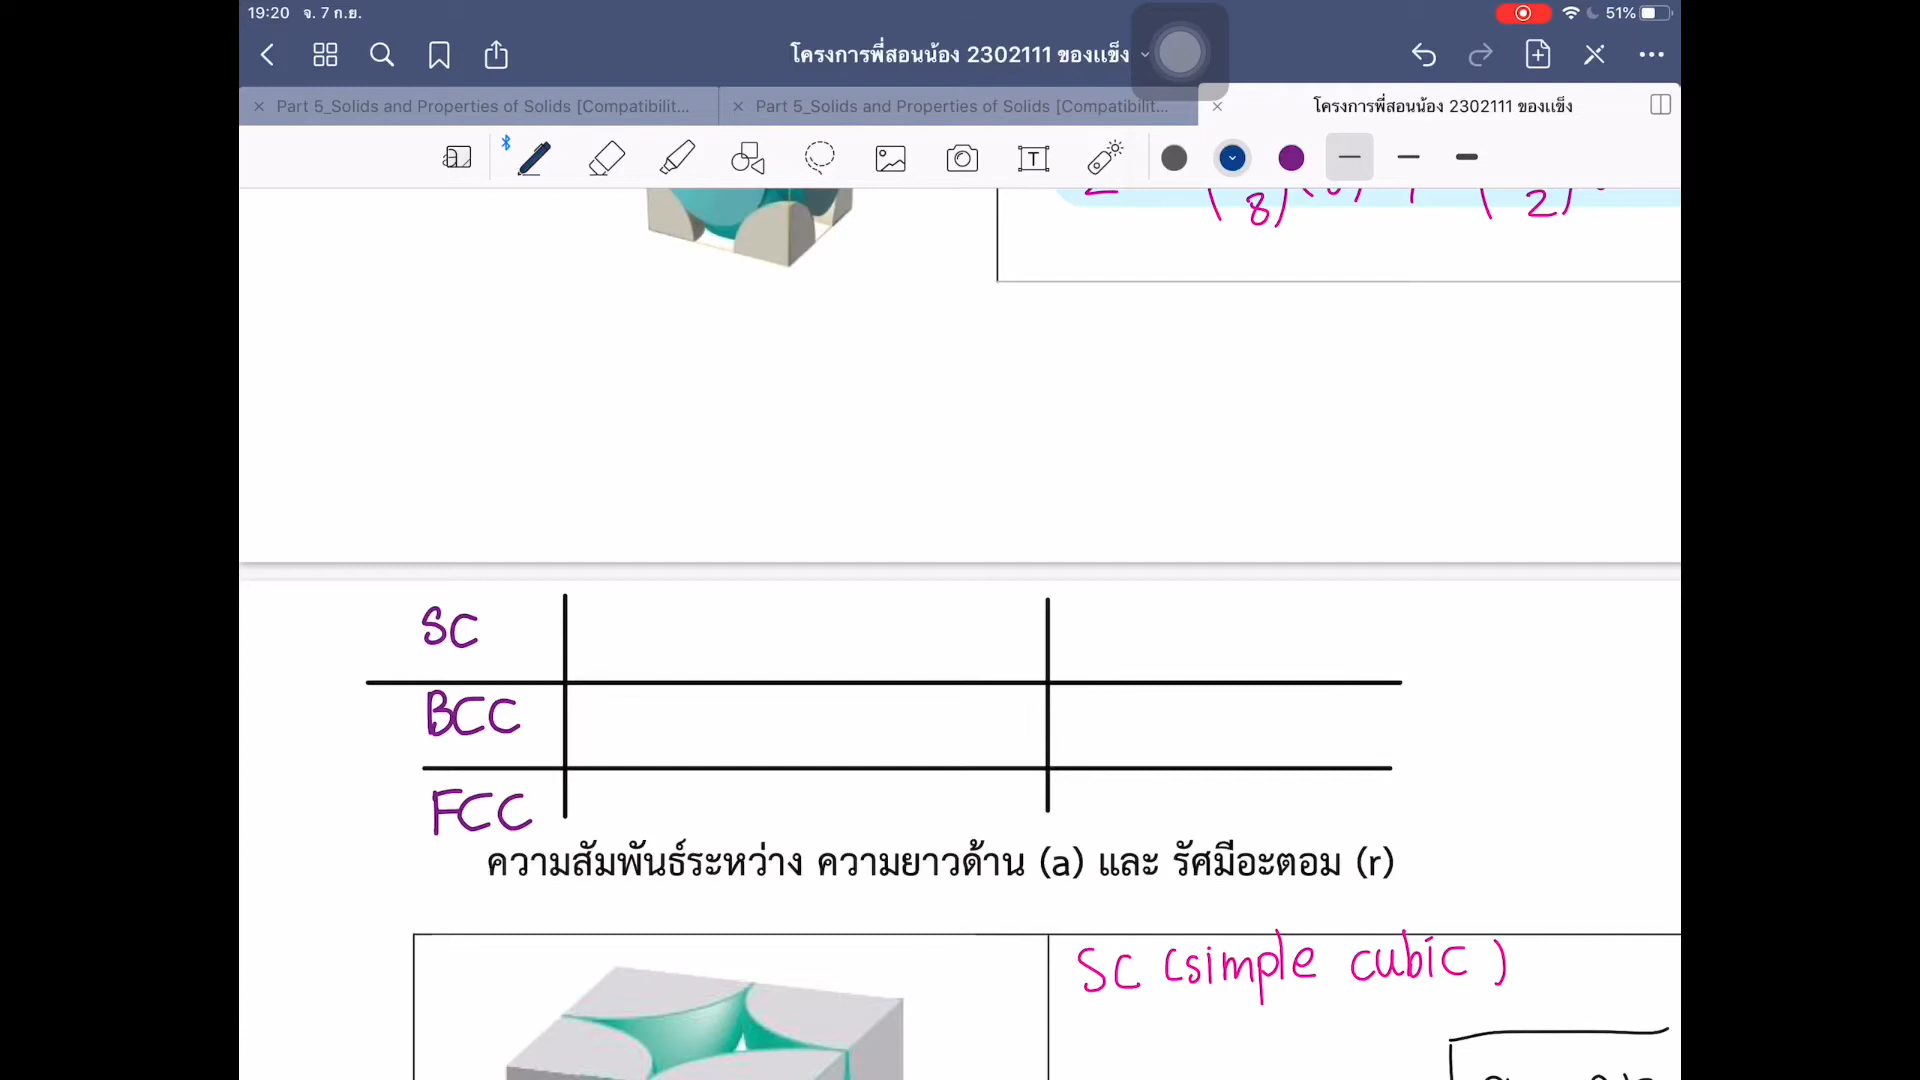 19:20 จ. 7 ก.ย. 51%
โครงการพี่สอนน้อง 2302111 ของแข็ง
Part 5_Solids and Properties of Solids [Compatibilit... Part 5_Solids and Properties of Solids [Compatibilit... โครงการพี่สอนน้อง 2302111 ของแข็ง
8 2
SC
BCC
FCC
ความสัมพันธ์ระหว่าง ความยาวด้าน (a) และ รัศมีอะตอม (r)
SC (simple cubic)